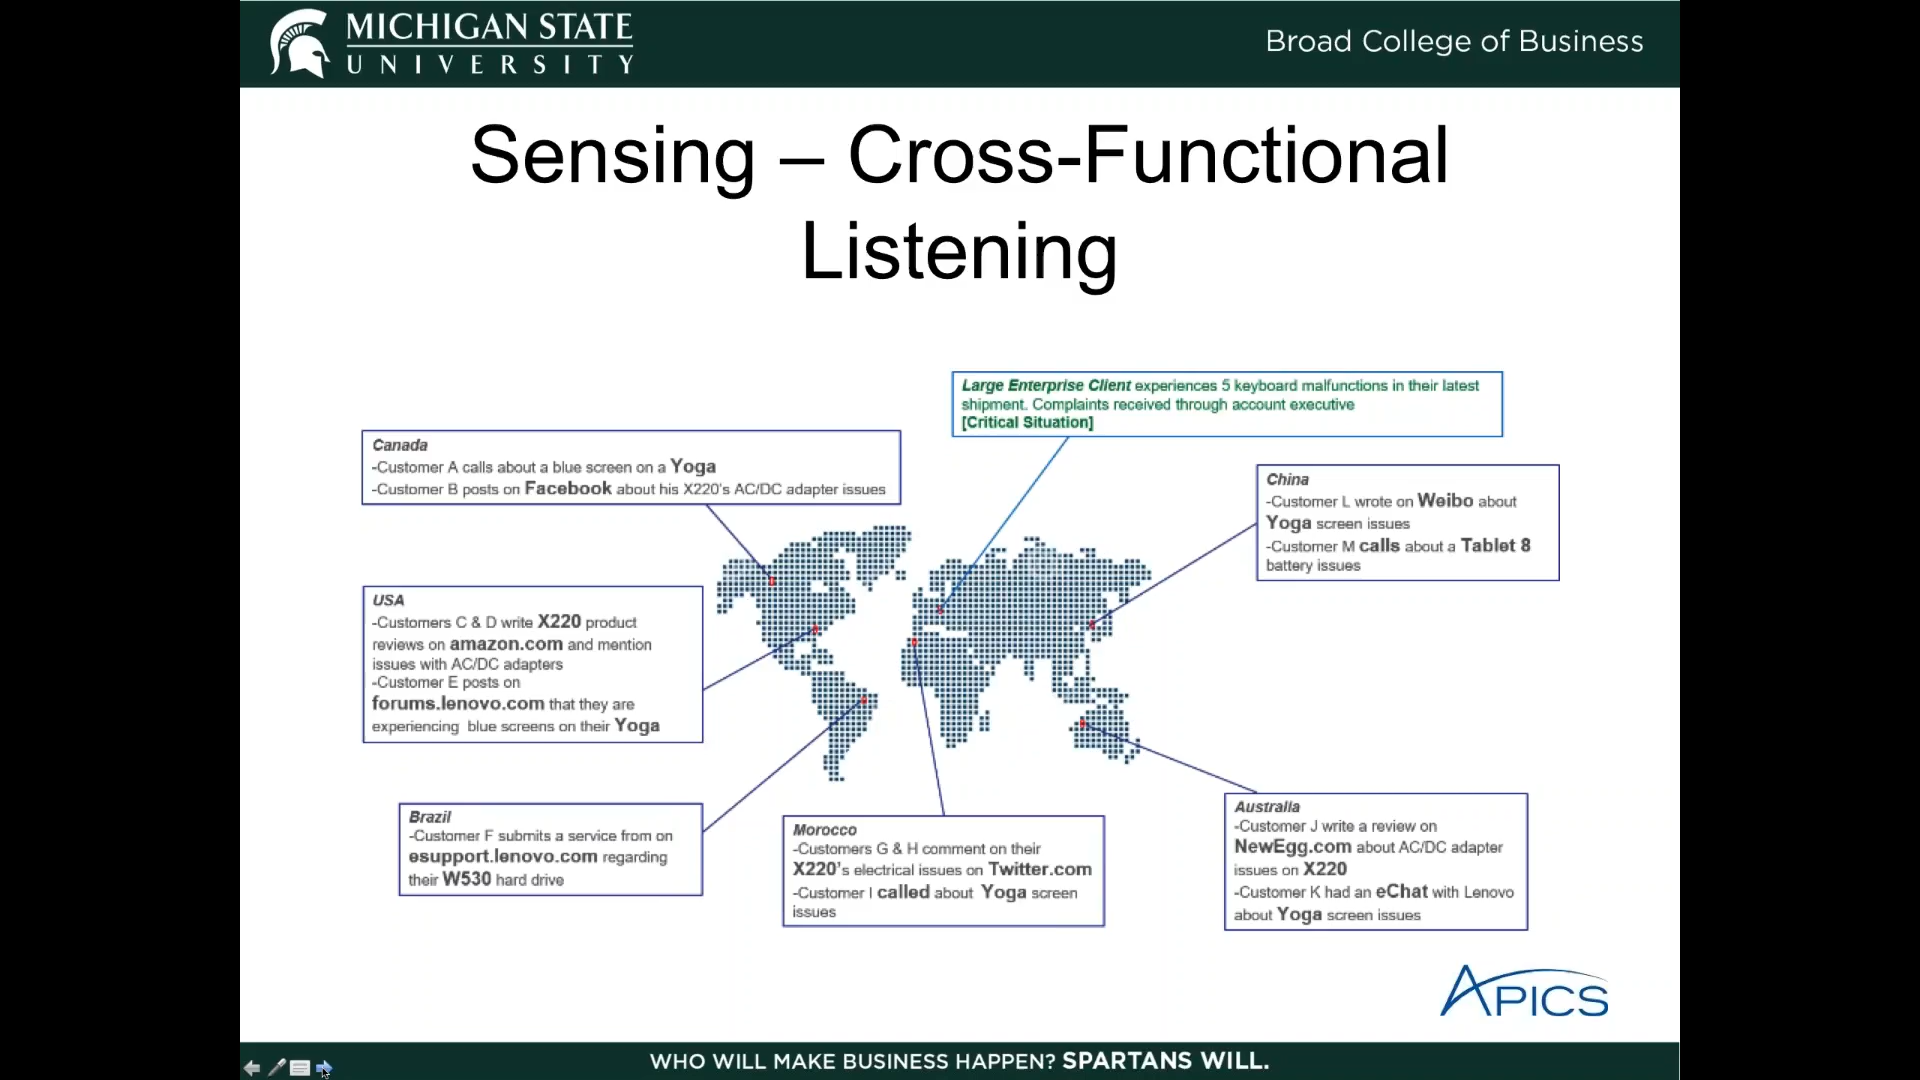 MICHIGAN STATE
UNIVERSITY
Broad College of Business
Sensing – Cross-Functional
Listening
Large Enterprise Client experiences 5 keyboard malfunctions in their latest
shipment. Complaints received through account executive
[Critical Situation]
Canada
-Customer A calls about a blue screen on a Yoga
-Customer B posts on Facebook about his X220's AC/DC adapter issues
China
-Customer L wrote on Weibo about
Yoga screen issues
-Customer M calls about a Tablet 8
battery issues
USA
-Customers C & D write X220 product
reviews on amazon.com and mention
issues with AC/DC adapters
-Customer E posts on
forums.lenovo.com that they are
experiencing blue screens on their Yoga
Brazil
-Customer F submits a service from on
esupport.lenovo.com regarding
their W530 hard drive
Morocco
-Customers G & H comment on their
X220's electrical issues on Twitter.com
-Customer I called about Yoga screen
issues
Australia
-Customer J write a review on
NewEgg.com about AC/DC adapter
issues on X220
-Customer K had an eChat with Lenovo
about Yoga screen issues
APICS
WHO WILL MAKE BUSINESS HAPPEN? SPARTANS WILL.